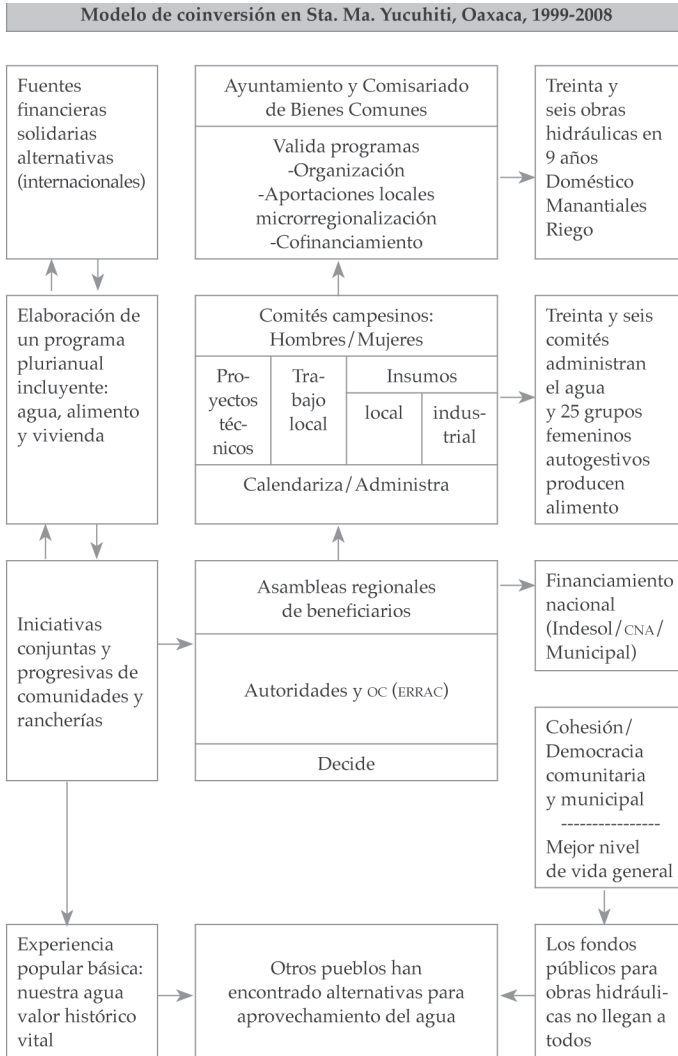 Modelo de coinversión en Sta. Ma. Yucuhiti, Oaxaca, 1999-2008
Fuentes
financieras
solidarias
alternativas
(internacionales)
Ayuntamiento y Comisariado
de Bienes Comunes
Valida programas
-Organización
-Aportaciones locales
microrregionalización
-Cofinanciamiento
Treinta y
seis obras
hidráulicas en
9 años
Doméstico
Manantiales
Riego
Elaboración de
un programa
plurianual
incluyente:
agua, alimento
y vivienda
Comités campesinos:
Hombres/Mujeres
Pro-
yectos
téc-
nicos
Tra-
bajo
local
Insumos
local
indus-
trial
Calendariza/Administra
Treinta y seis
comités
administran
el agua
y 25 grupos
femeninos
autogestivos
producen
alimento
Iniciativas
conjuntas y
progresivas de
comunidades y
rancherías
Asambleas regionales
de beneficiarios
Autoridades y OC (ERRAC)
Decide
Financiamiento
nacional
(Indesol/CNA/
Municipal)
Cohesión/
Democracia
comunitaria
y municipal
----------------
Mejor nivel
de vida general
Experiencia
popular básica:
nuestra agua
valor histórico
vital
Otros pueblos han
encontrado alternativas para
aprovechamiento del agua
Los fondos
públicos para
obras hidráuli-
cas no llegan a
todos